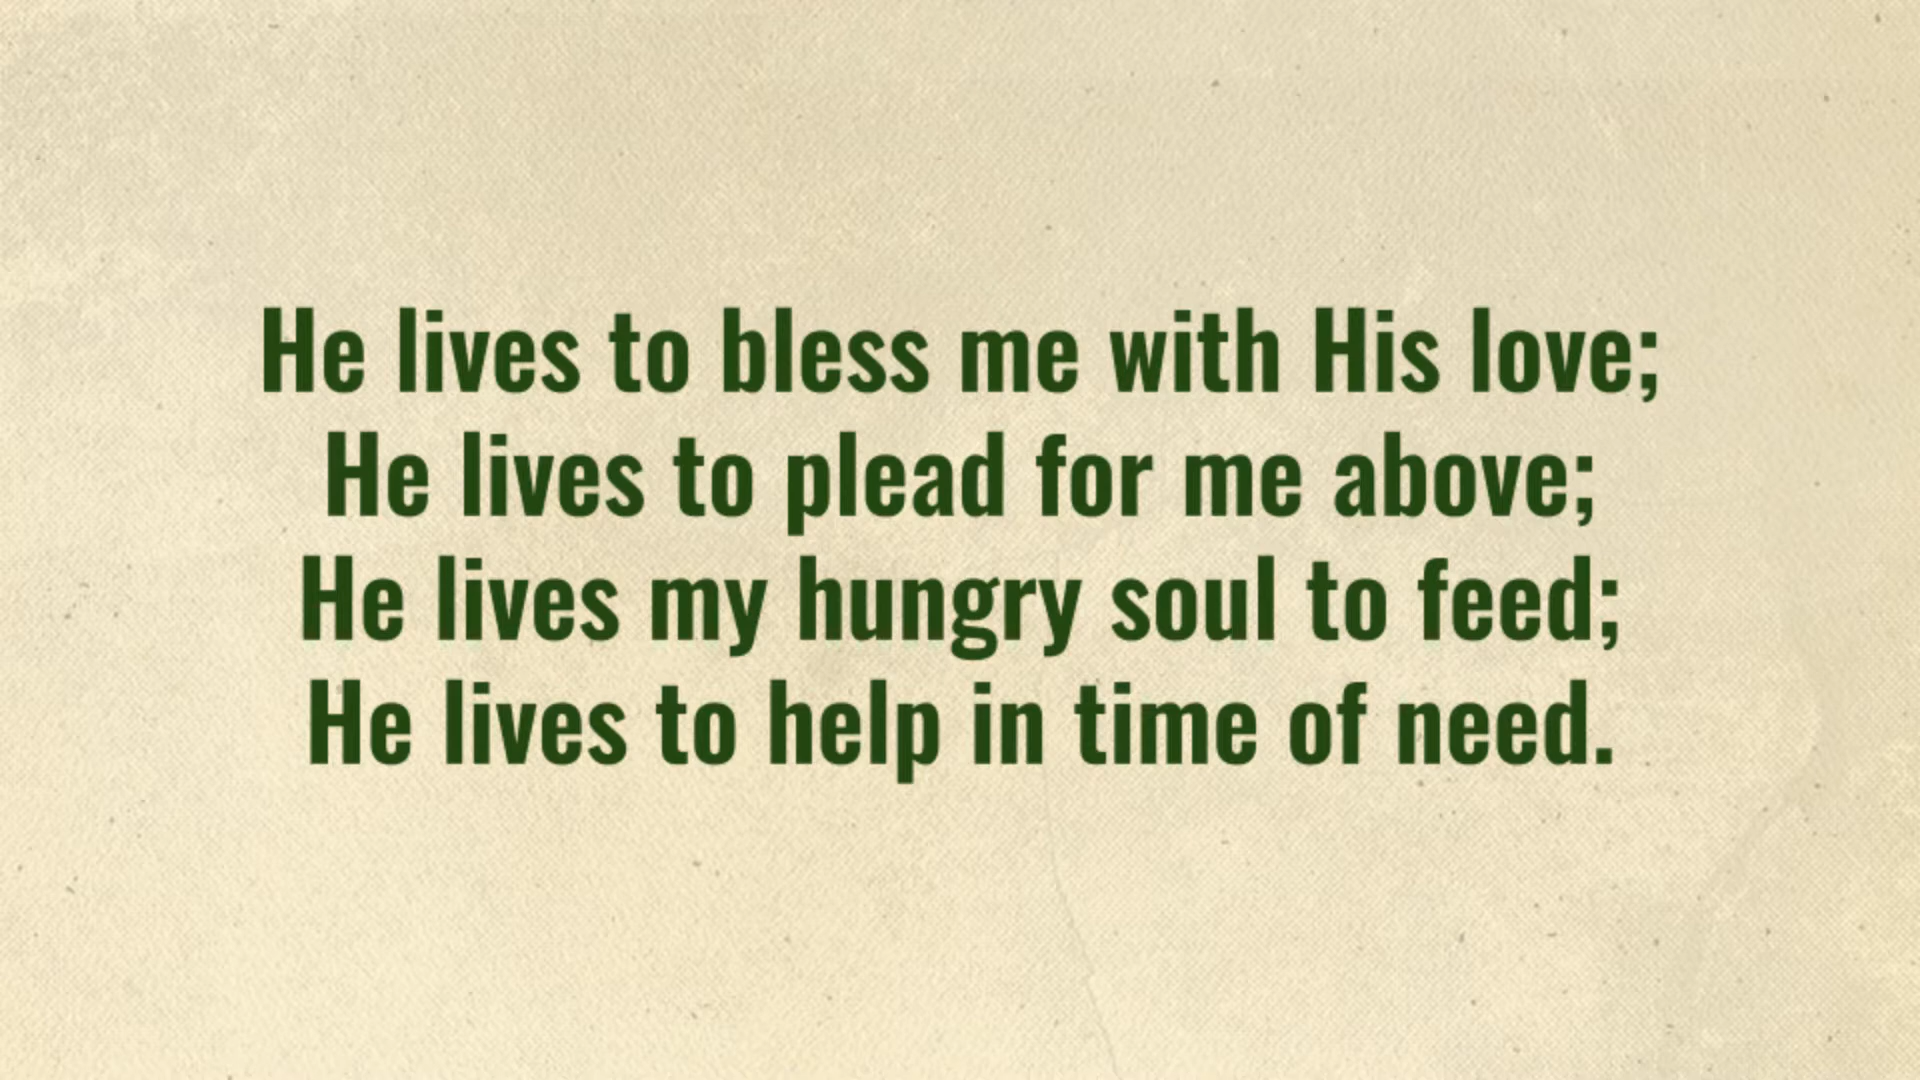 He lives to bless me with His love;
He lives to plead for me above;
He lives my hungry soul to feed;
He lives to help in time of need.